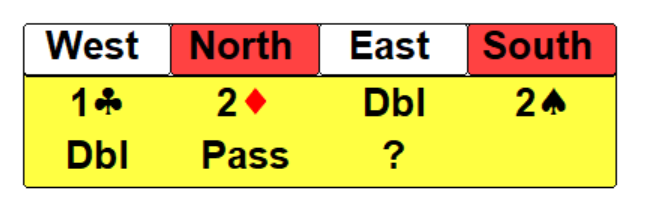 West North East South
1♣ 2♦ Dbl 2♠
Dbl Pass ?